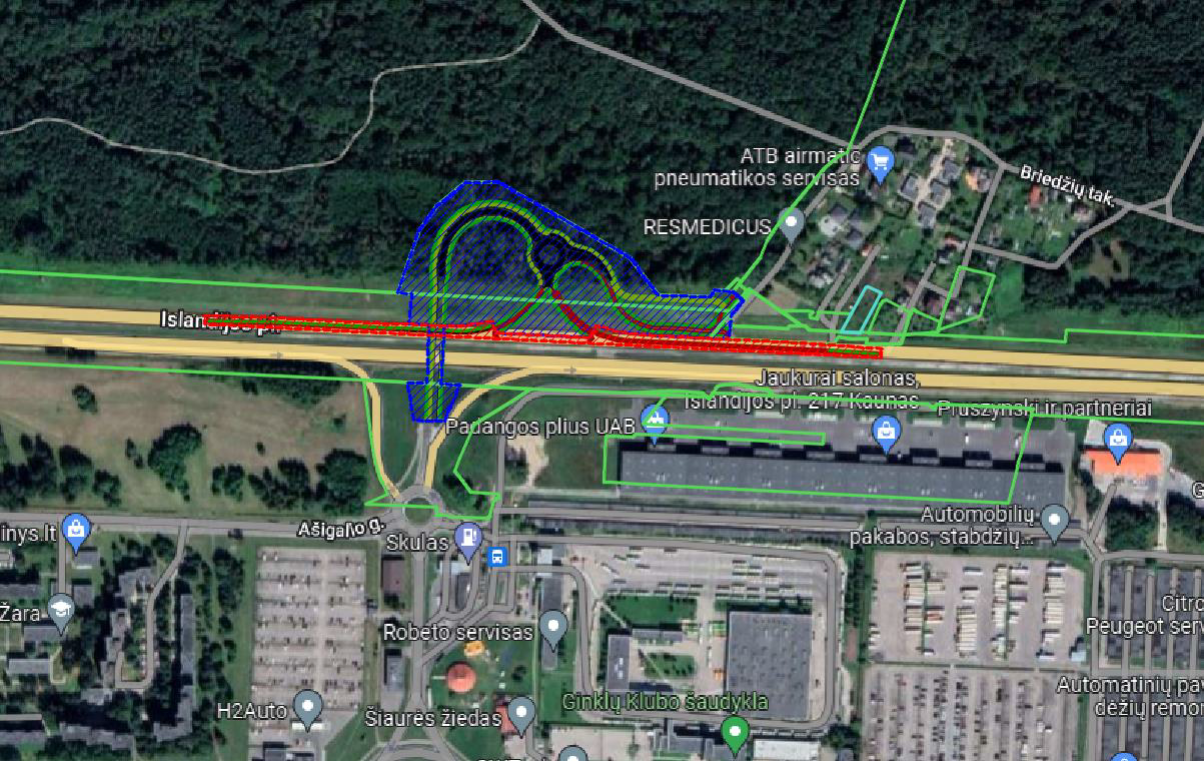 ATB airmatic
pneumatikos servisas
Briedžių tak.
RESMEDICUS
Islandijos pl.
Jaukurai salonas,
Islandijos pl. 217 Kaunas
Pruszynski ir partneriai
Padangos plius UAB
Ašigalio g.
Skulas
Automobilių
pakabos, stabdžių...
inys.lt
Žara
Citro
Peugeot serv
Robeto servisas
Ginklų Klubo šaudykla
Automatinių pav
dėžių remon
H2Auto
Šiaurės žiedas